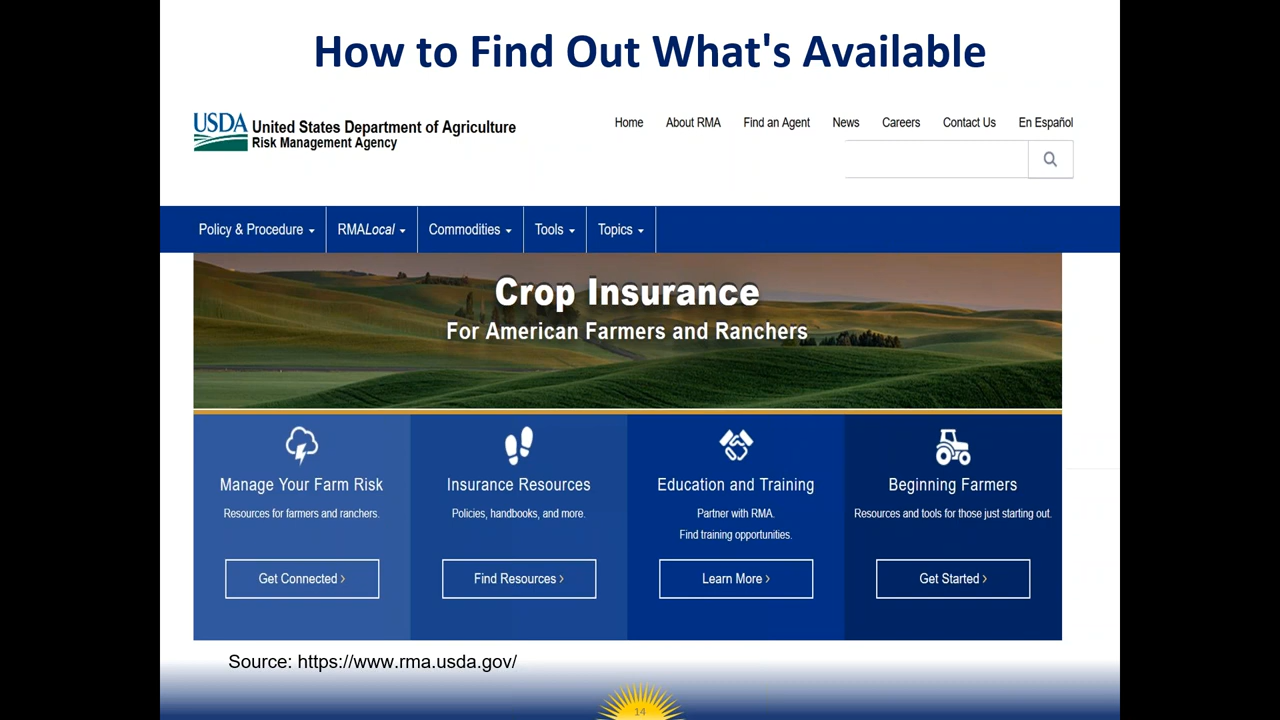 How to Find Out What's Available
USDA
United States Department of Agriculture
Risk Management Agency
Home About RMA Find an Agent News Careers Contact Us En Español
Policy & Procedure RMALocal Commodities Tools Topics
Crop Insurance
For American Farmers and Ranchers
Manage Your Farm Risk
Resources for farmers and ranchers.
Get Connected ›
Insurance Resources
Policies, handbooks, and more.
Find Resources ›
Education and Training
Partner with RMA.
Find training opportunities.
Learn More ›
Beginning Farmers
Resources and tools for those just starting out.
Get Started ›
Source: https://www.rma.usda.gov/
14